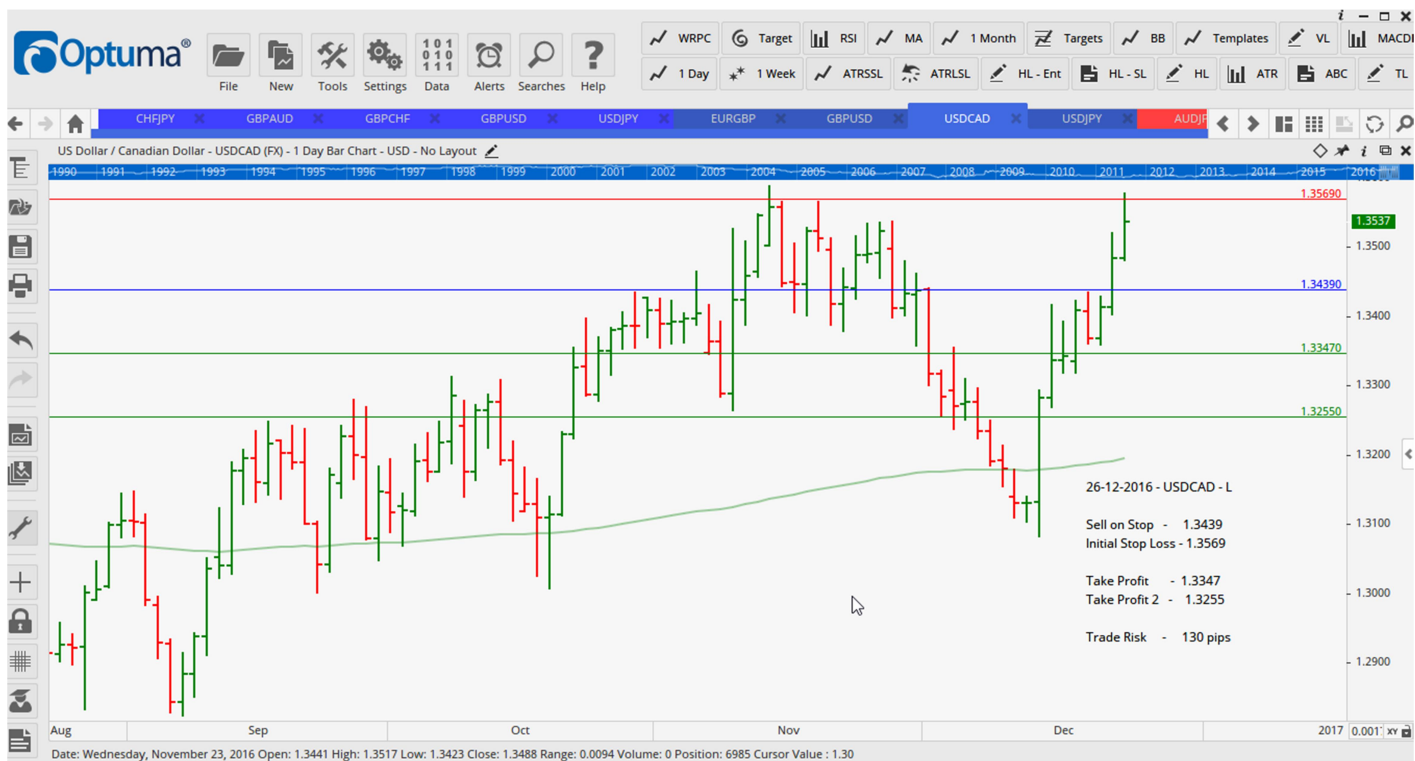 Optuma®
File New Tools Settings Data Alerts Searches Help
101
010
111
WRPC Target RSI MA 1 Month Targets BB Templates VL MACDI
1 Day 1 Week ATRSSL ATRLSL HL - Ent HL - SL HL ATR ABC TL
CHFJPY GBPAUD GBPCHF GBPUSD USDJPY EURGBP GBPUSD USDCAD USDJPY AUDJP
US Dollar / Canadian Dollar - USDCAD (FX) - 1 Day Bar Chart - USD - No Layout
1990 1991 1992 1993 1994 1995 1996 1997 1998 1999 2000 2001 2002 2003 2004 2005 2006 2007 2008 2009 2010 2011 2012 2013 2014 2015 2016
1.35690
1.3537
1.3500
1.34390
1.3400
1.33470
1.3300
1.32550
1.3200
26-12-2016 - USDCAD - L
1.3100
Sell on Stop - 1.3439
Initial Stop Loss - 1.3569
Take Profit - 1.3347
1.3000
Take Profit 2 - 1.3255
Trade Risk - 130 pips
1.2900
Aug Sep Oct Nov Dec 2017 XY
Date: Wednesday, November 23, 2016 Open: 1.3441 High: 1.3517 Low: 1.3423 Close: 1.3488 Range: 0.0094 Volume: 0 Position: 6985 Cursor Value : 1.30